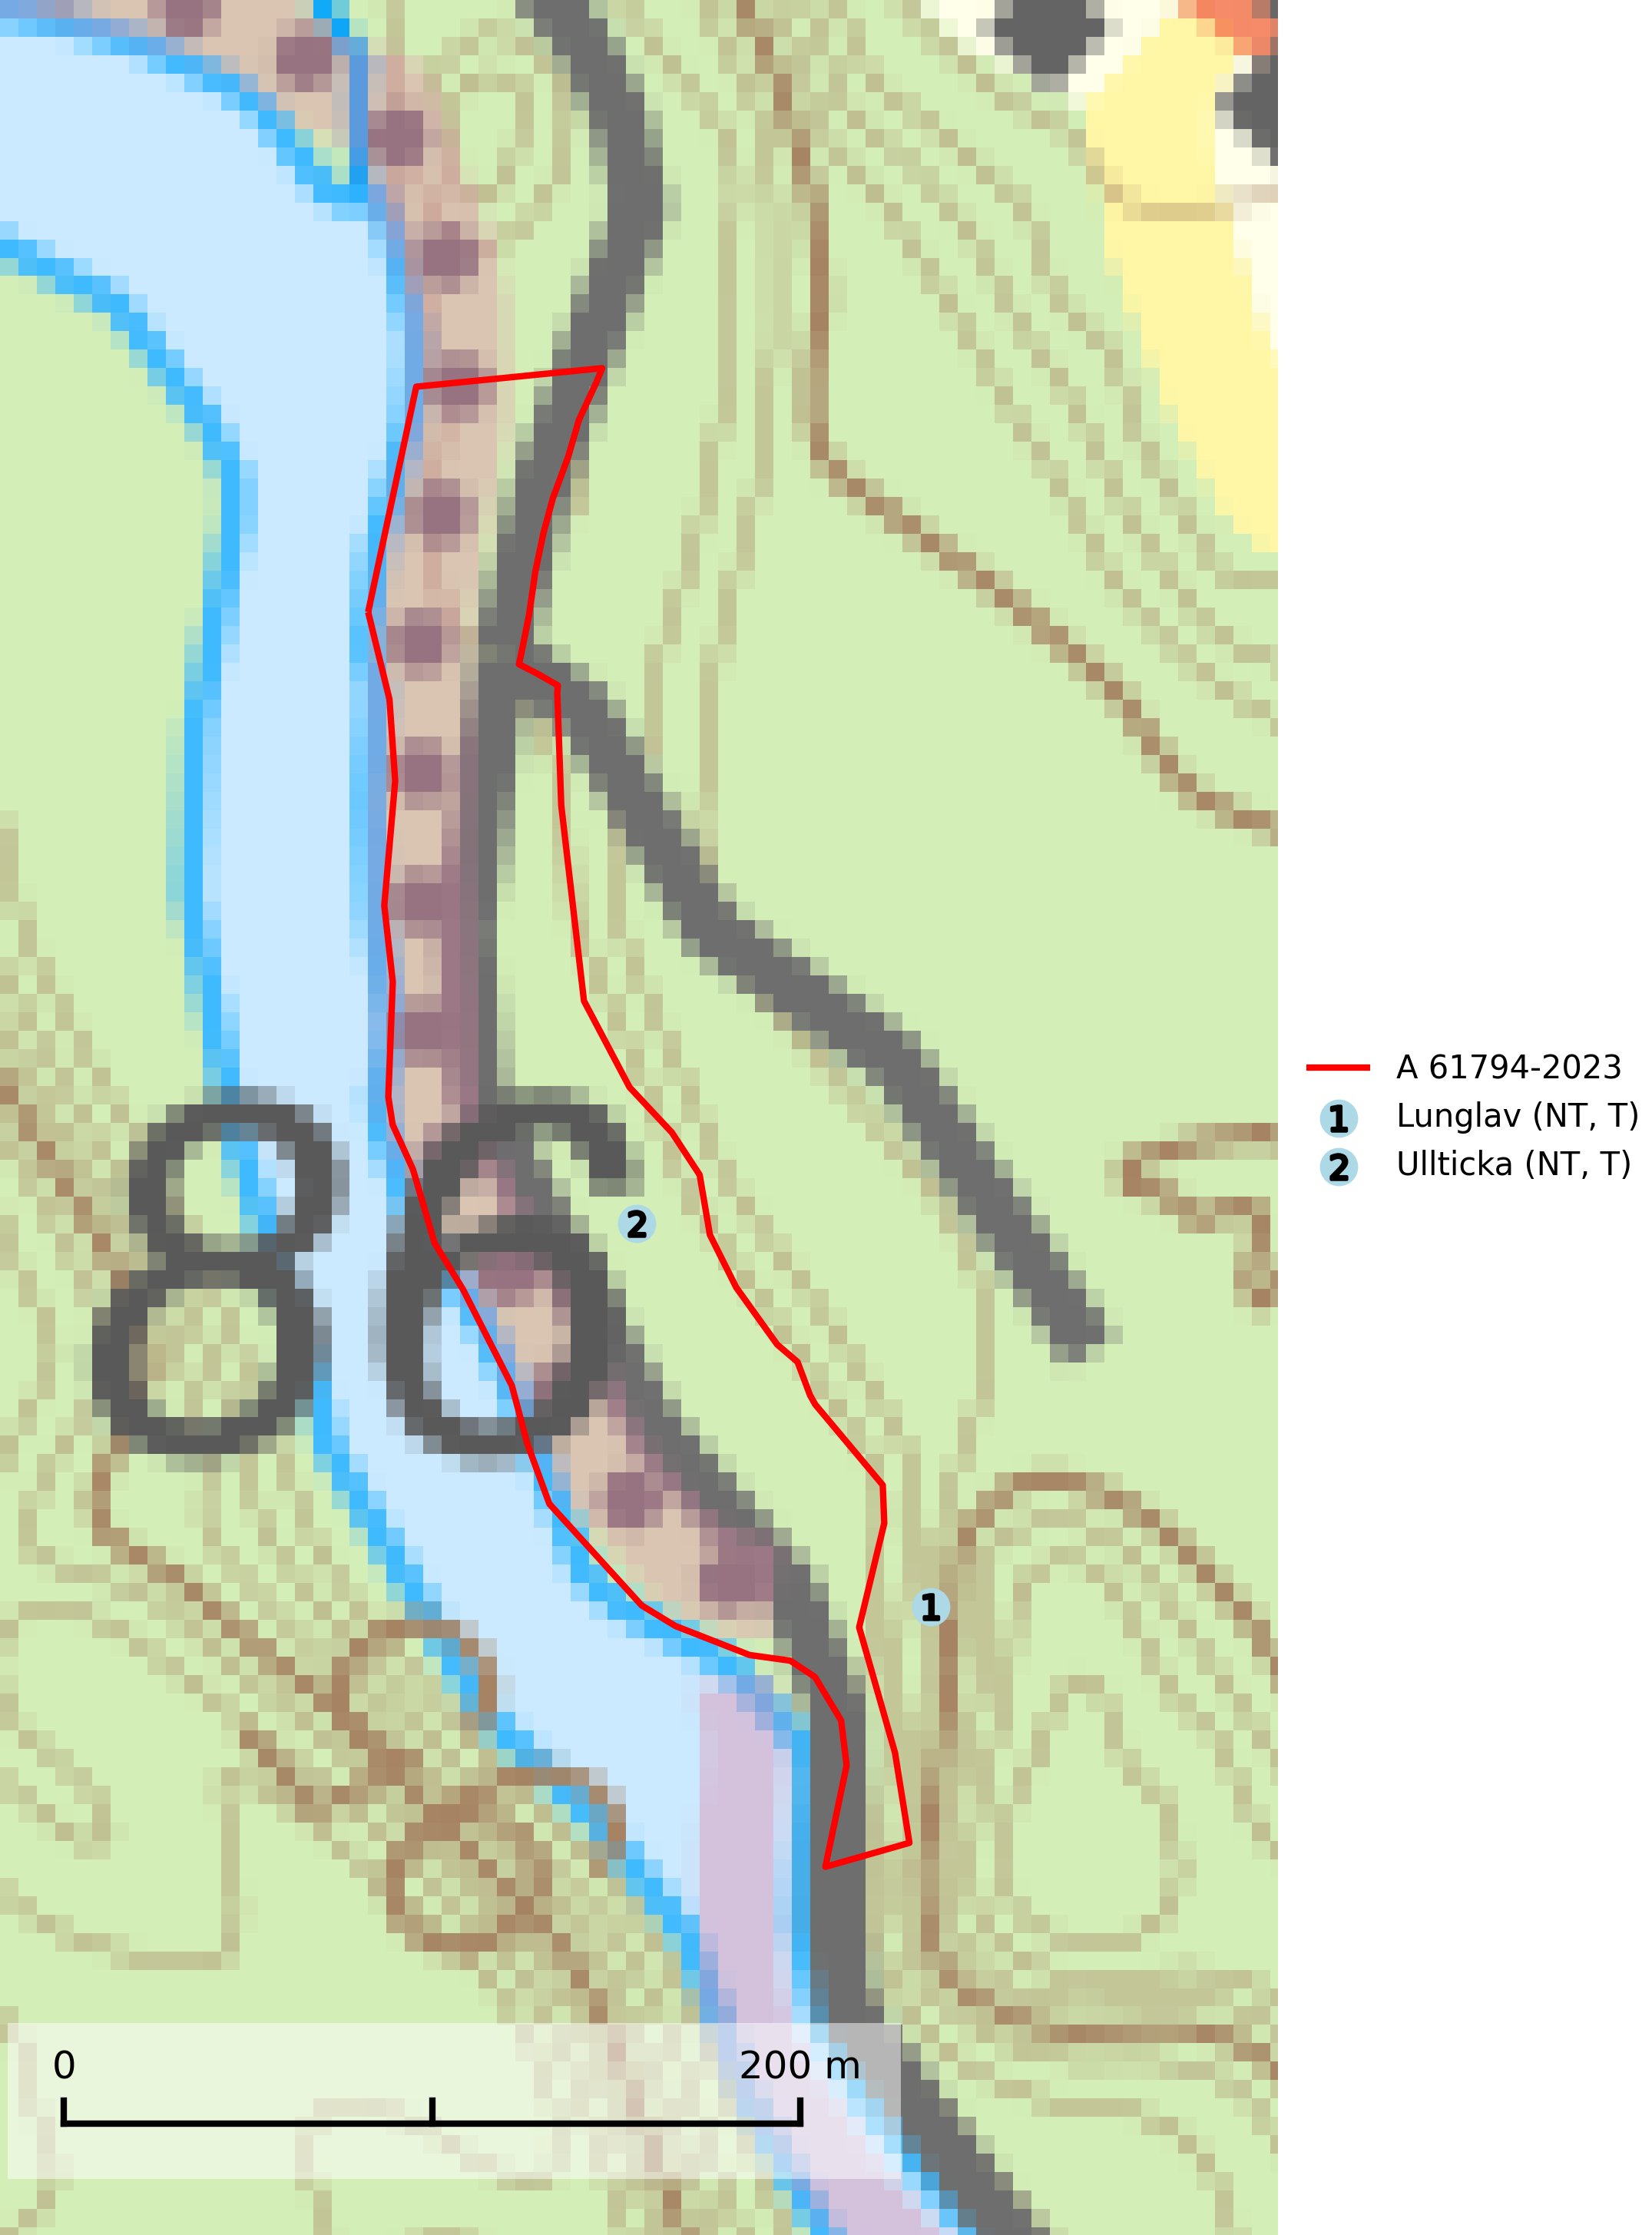 2
1
0 200 m
A 61794-2023
1 Lunglav (NT, T)
2 Ullticka (NT, T)